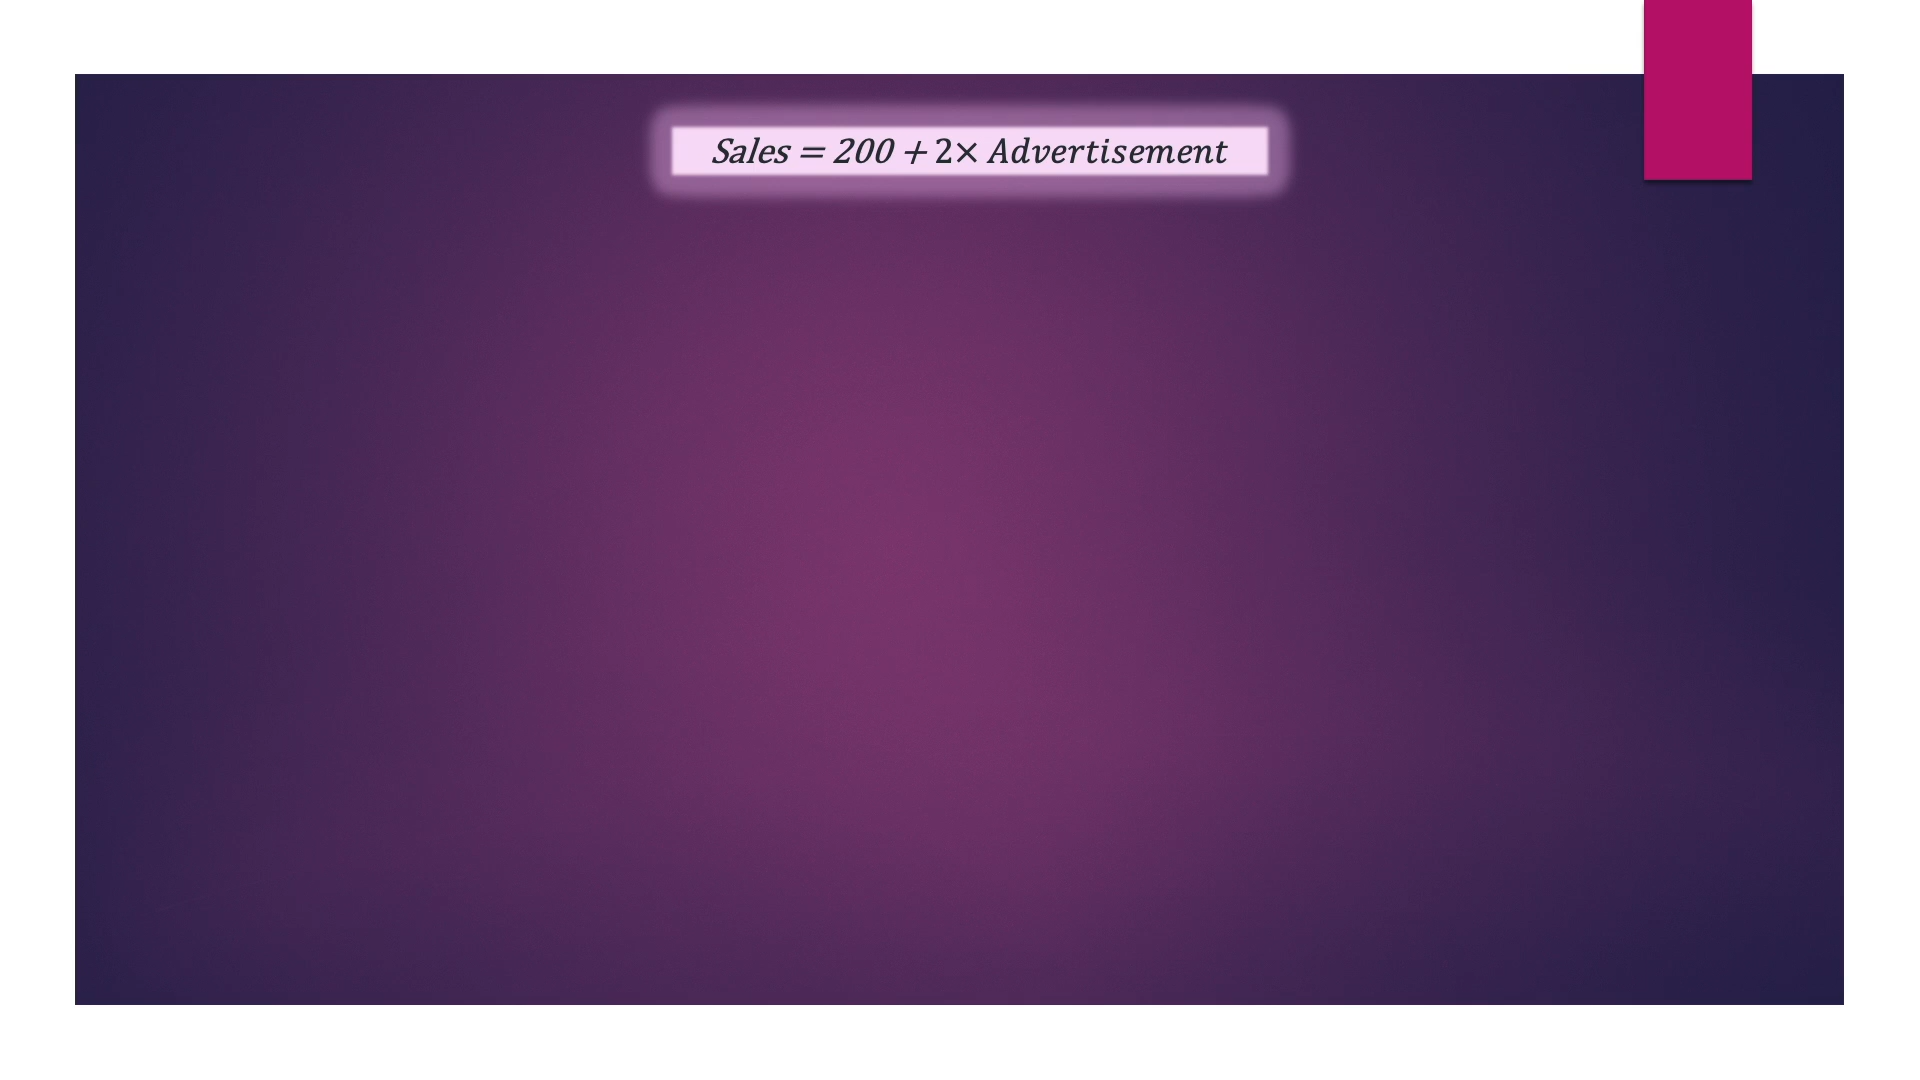 Sales = 200 + 2× Advertisement